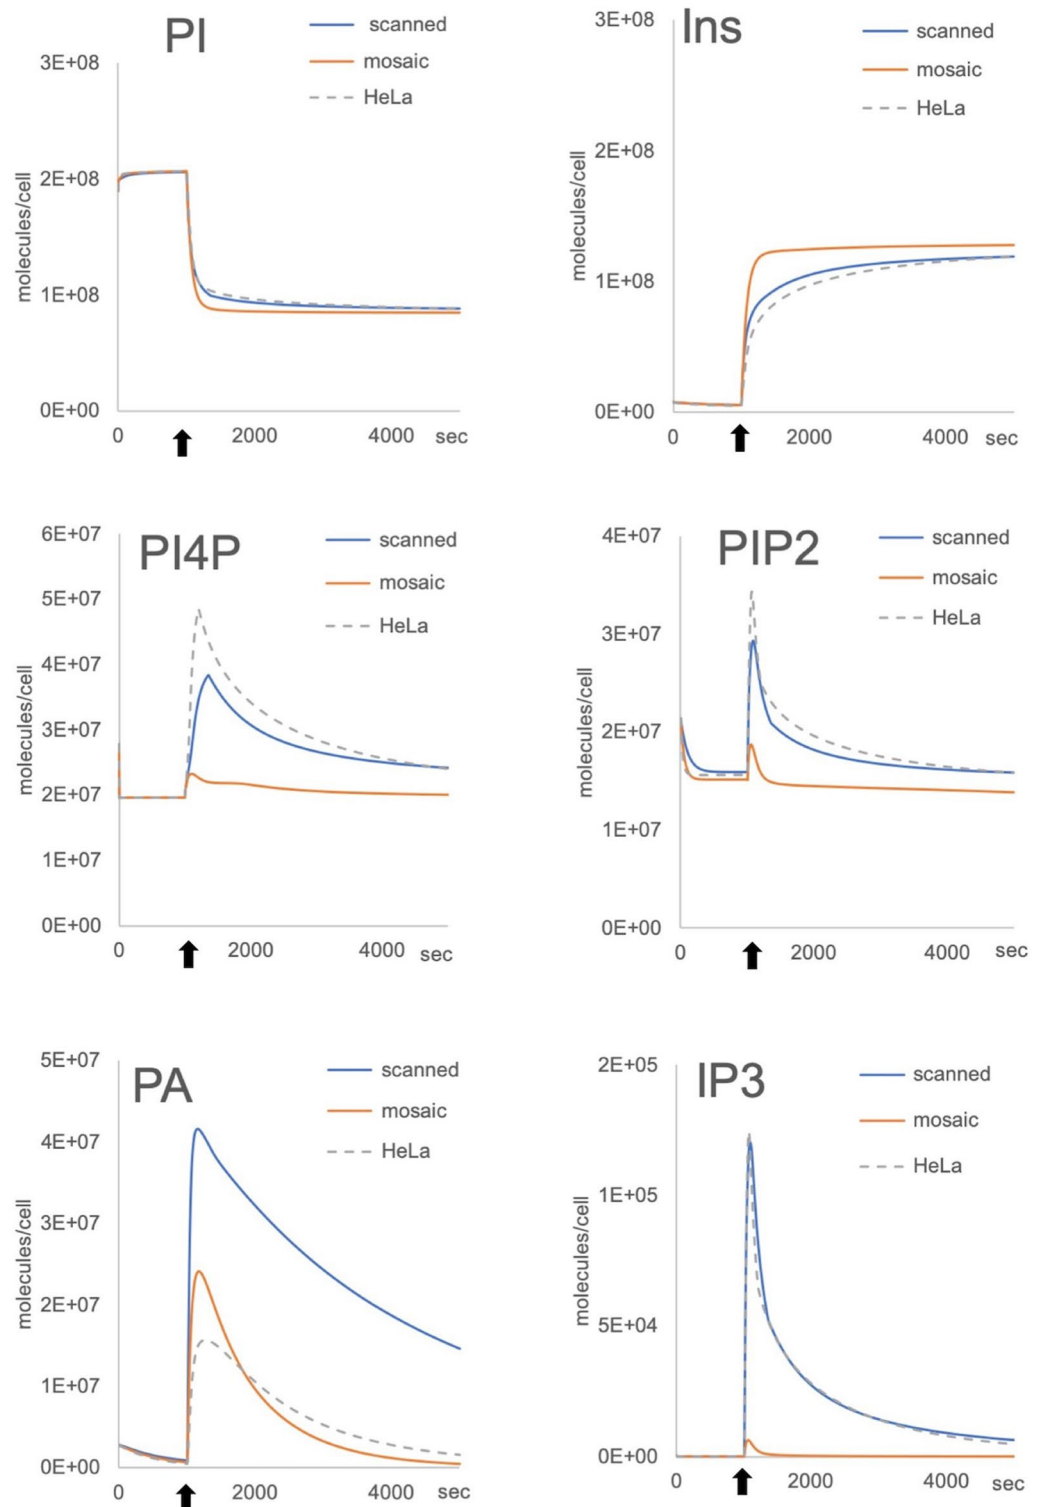 PI
scanned
mosaic
HeLa
3E+08
2E+08
1E+08
0E+00
molecules/cell
0 2000 4000 sec
Ins
scanned
mosaic
HeLa
3E+08
2E+08
1E+08
0E+00
molecules/cell
0 2000 4000 sec
PI4P
scanned
mosaic
HeLa
6E+07
5E+07
4E+07
3E+07
2E+07
1E+07
0E+00
molecules/cell
0 2000 4000 sec
PIP2
scanned
mosaic
HeLa
4E+07
3E+07
2E+07
1E+07
0E+00
molecules/cell
0 2000 4000 sec
PA
scanned
mosaic
HeLa
5E+07
4E+07
3E+07
2E+07
1E+07
0E+00
molecules/cell
0 2000 4000 sec
IP3
scanned
mosaic
HeLa
2E+05
1E+05
5E+04
0E+00
molecules/cell
0 2000 4000 sec